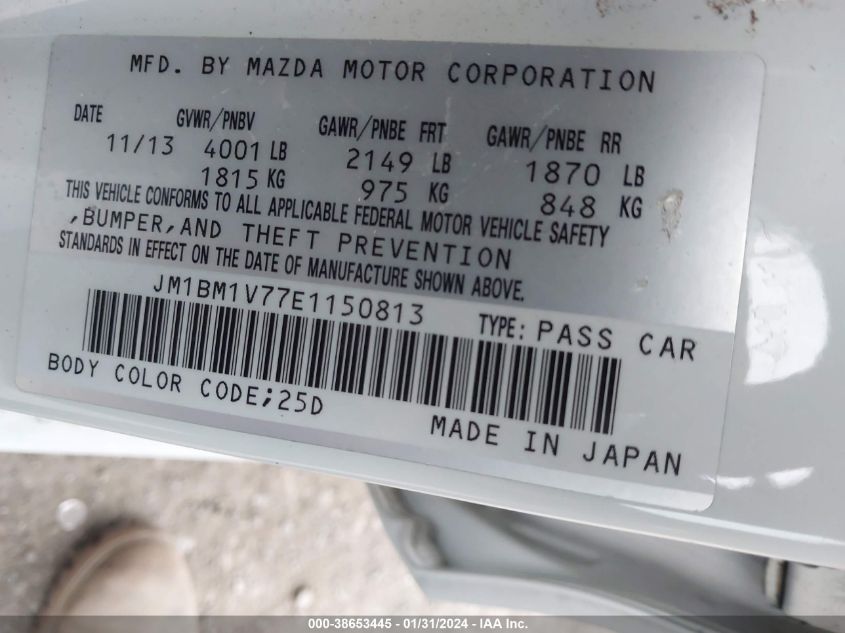 MFD. BY MAZDA MOTOR CORPORATION
DATE GVWR/PNBV GAWR/PNBE FRT GAWR/PNBE RR
11/13 4001 LB 2149 LB 1870 LB
1815 KG 975 KG 848 KG
THIS VEHICLE CONFORMS TO ALL APPLICABLE FEDERAL MOTOR VEHICLE SAFETY
,BUMPER,AND THEFT PREVENTION
STANDARDS IN EFFECT ON THE DATE OF MANUFACTURE SHOWN ABOVE.
JM1BM1V77E1150813 TYPE: PASS CAR
BODY COLOR CODE;25D
MADE IN JAPAN
000-38653445 - 01/31/2024 - IAA Inc.